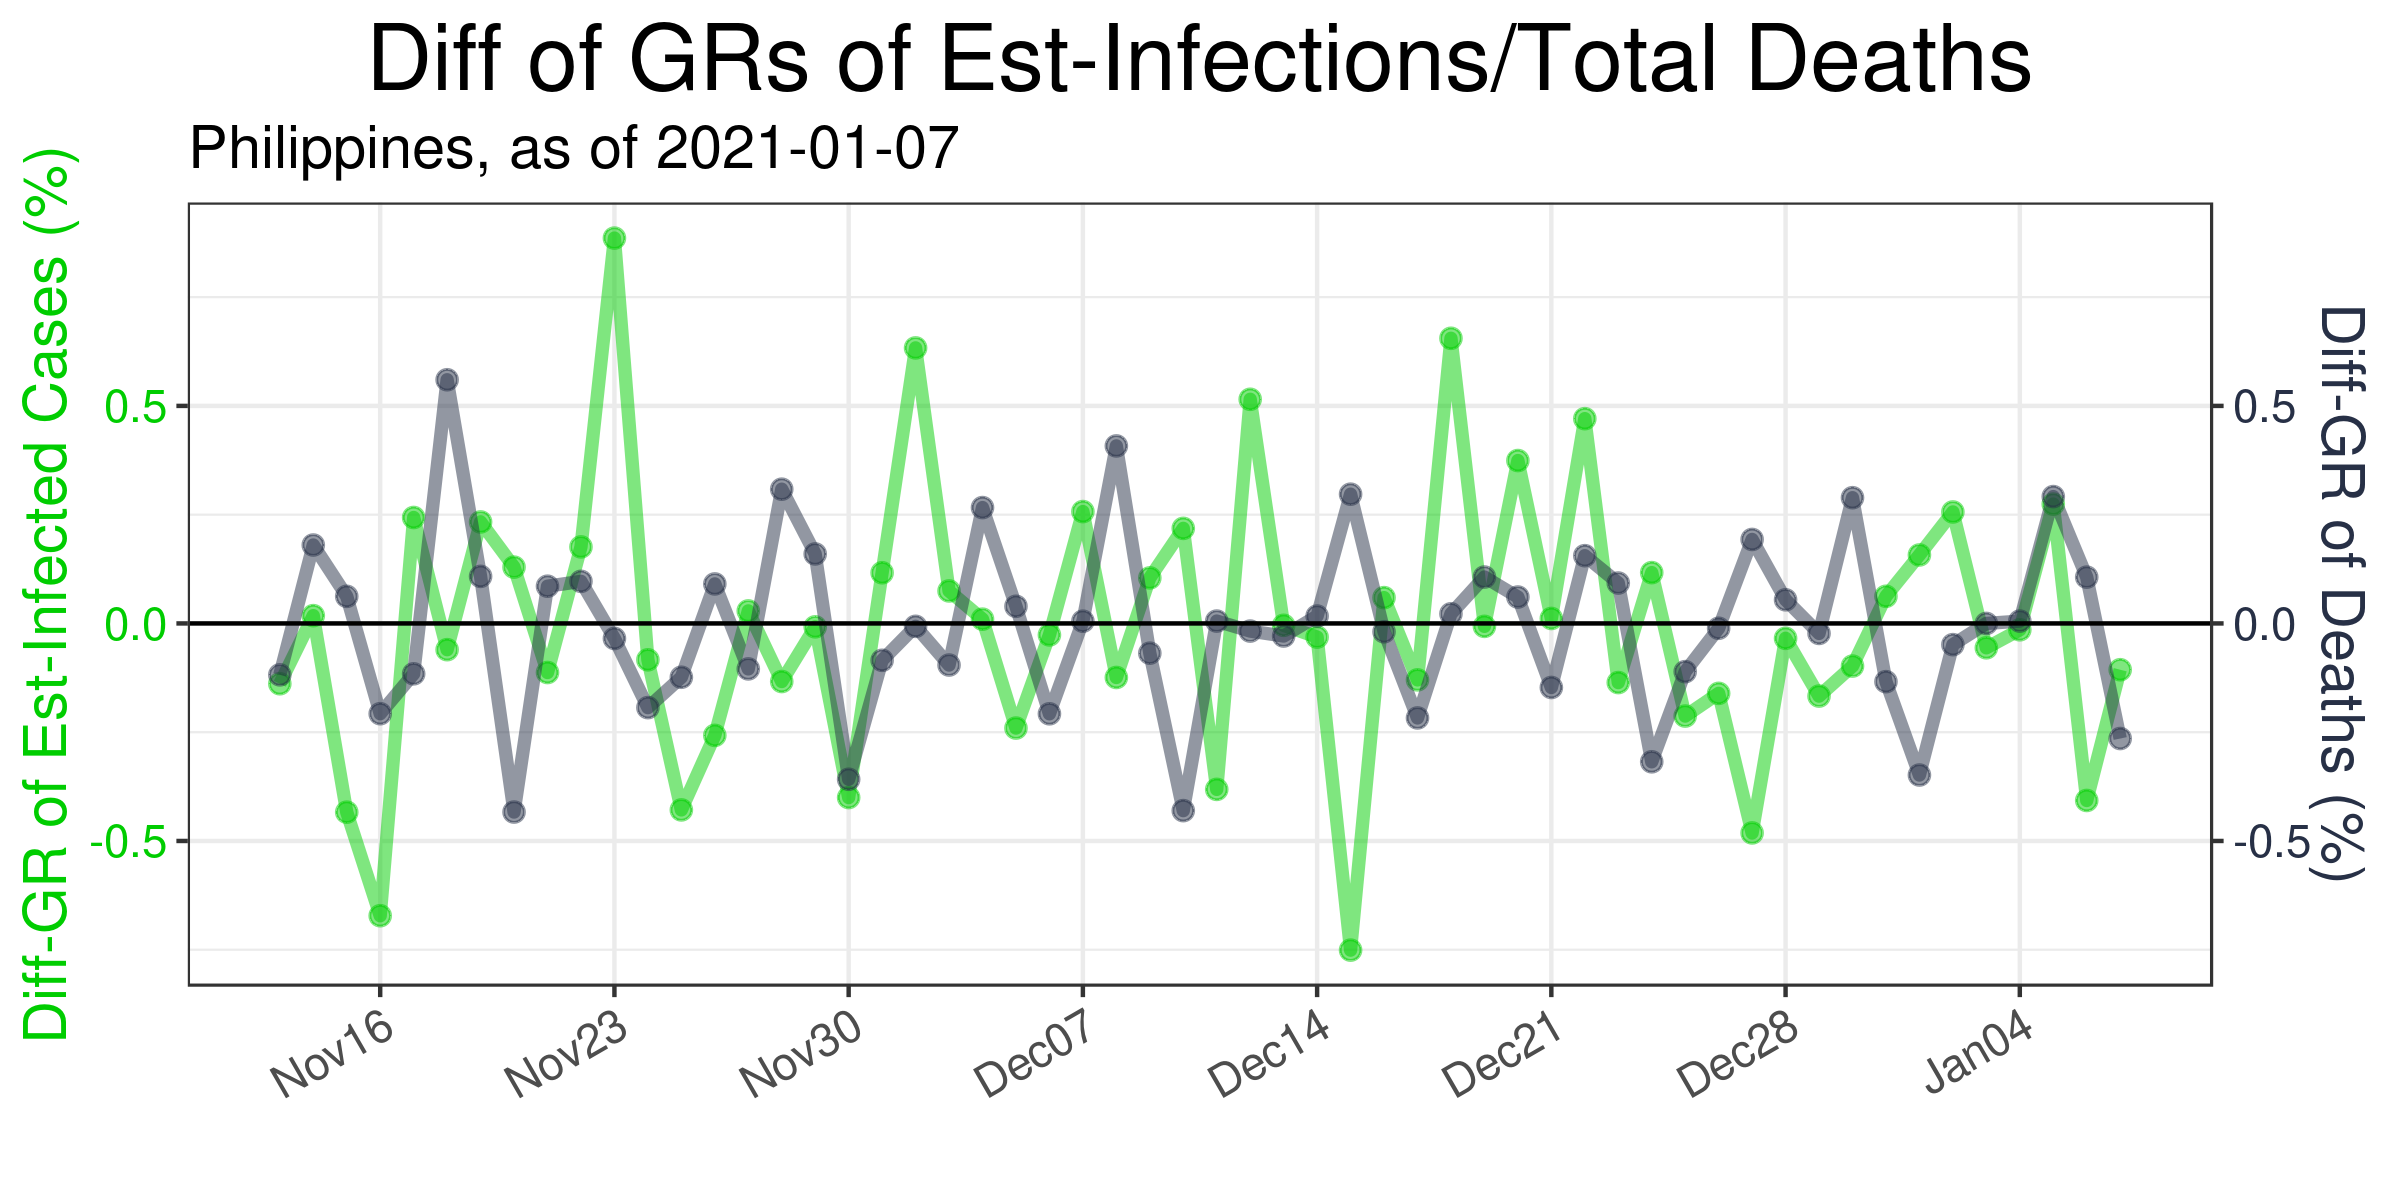 Diff of GRs of Est-Infections/Total Deaths
Philippines, as of 2021-01-07
Diff-GR of Est-Infected Cases (%)
0.5
0.0
-0.5
0.5
0.0
-0.5
Diff-GR of Deaths (%)
Nov16
Nov23
Nov30
Dec07
Dec14
Dec21
Dec28
Jan04